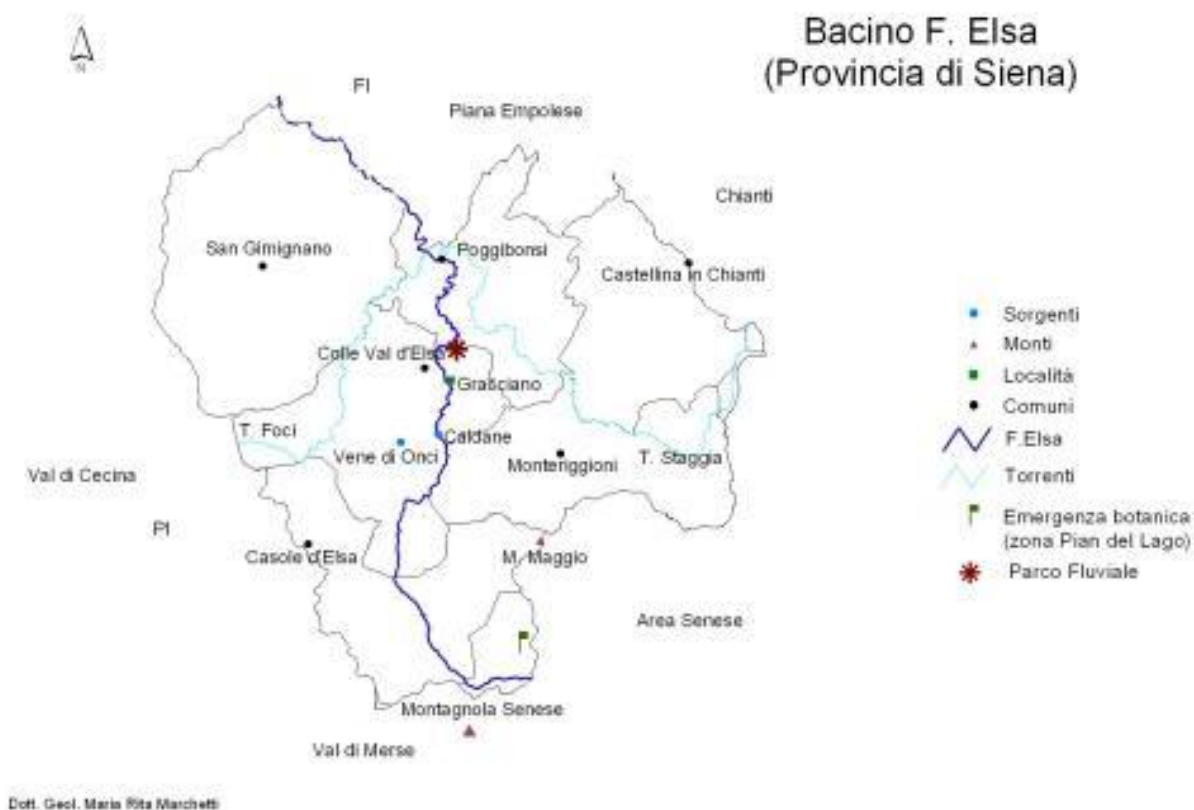 Bacino F. Elsa
(Provincia di Siena)
N
FI
Piana Empolese
Chianti
San Gimignano
Poggibonsi
Castellina in Chianti
Sorgenti
Monti
Colle Val d'Elsa
Località
Gracciano
Comuni
T. Foci
Caldane
F.Elsa
Vene di Onci
Monteriggioni
T. Staggia
Val di Cecina
Torrenti
PI
Emergenza botanica
(zona Pian del Lago)
Casole d'Elsa
M. Maggio
Parco Fluviale
Area Senese
Montagnola Senese
Val di Merse
Dott. Geol. Maria Rita Marchetti